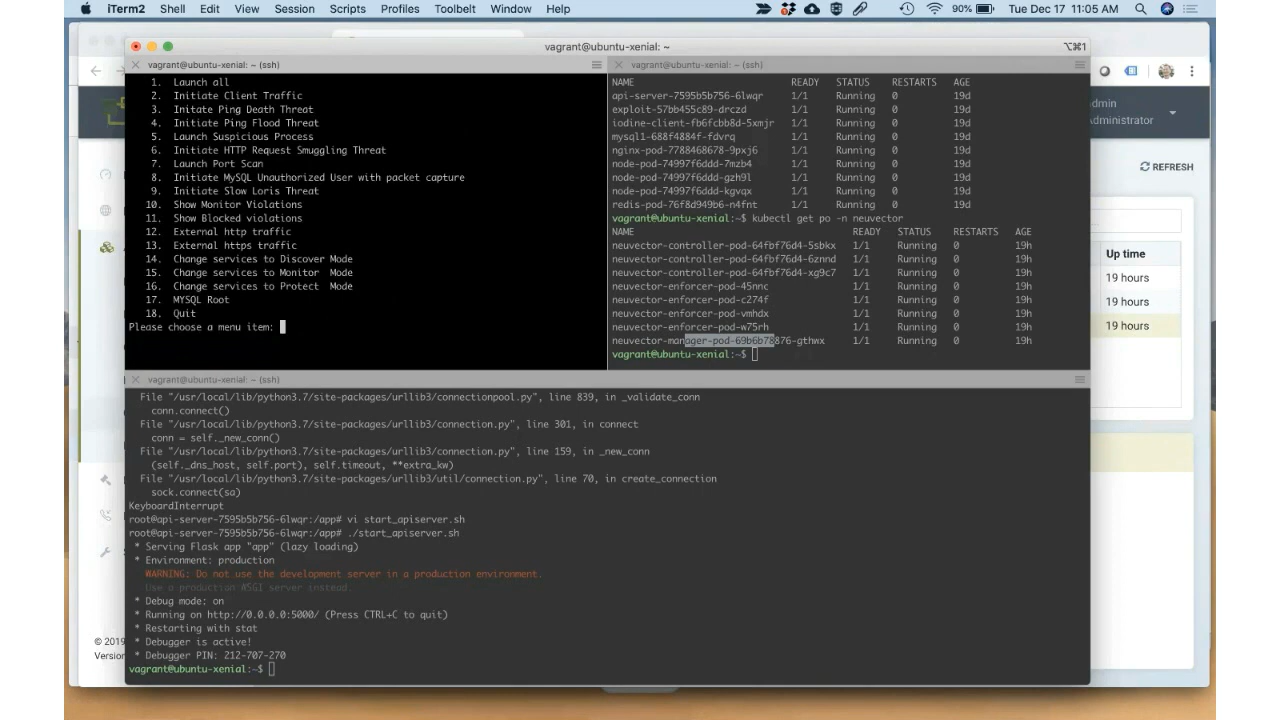 iTerm2 Shell Edit View Session Scripts Profiles Toolbelt Window Help 90% Tue Dec 17 11:05 AM
vagrant@ubuntu-xenial: ~
⌥⌘1
vagrant@ubuntu-xenial: ~ (ssh)
1. Launch all
2. Initiate Client Traffic
3. Initiate Ping Death Threat
4. Initiate Ping Flood Threat
5. Launch Suspicious Process
6. Initiate HTTP Request Smuggling Threat
7. Launch Port Scan
8. Initiate MySQL Unauthorized User with packet capture
9. Initiate Slow Loris Threat
10. Show Monitor Violations
11. Show Blocked violations
12. External http traffic
13. External https traffic
14. Change services to Discover Mode
15. Change services to Monitor Mode
16. Change services to Protect Mode
17. MYSQL Root
18. Quit
Please choose a menu item:
vagrant@ubuntu-xenial: ~ (ssh)
NAME READY STATUS RESTARTS AGE
api-server-7595b5b756-6lwqr 1/1 Running 0 19d
exploit-57bb455c89-drczd 1/1 Running 0 19d
iodine-client-fb6fcbb8d-5xmjr 1/1 Running 0 19d
mysql1-688f4884f-fdvrq 1/1 Running 0 19d
nginx-pod-7788468678-9pxj6 1/1 Running 0 19d
node-pod-74997f6ddd-7mzb4 1/1 Running 0 19d
node-pod-74997f6ddd-gzh9l 1/1 Running 0 19d
node-pod-74997f6ddd-kgvqx 1/1 Running 0 19d
redis-pod-76f8d949b6-n4fnt 1/1 Running 0 19d
vagrant@ubuntu-xenial:~$ kubectl get po -n neuvector
NAME READY STATUS RESTARTS AGE
neuvector-controller-pod-64fbf76d4-5sbkx 1/1 Running 0 19h
neuvector-controller-pod-64fbf76d4-6znnd 1/1 Running 0 19h
neuvector-controller-pod-64fbf76d4-xg9c7 1/1 Running 0 19h
neuvector-enforcer-pod-45nnc 1/1 Running 0 19h
neuvector-enforcer-pod-c274f 1/1 Running 0 19h
neuvector-enforcer-pod-vmhdx 1/1 Running 0 19h
neuvector-enforcer-pod-w75rh 1/1 Running 0 19h
neuvector-manager-pod-69b6b78876-gthwx 1/1 Running 0 19h
vagrant@ubuntu-xenial:~$
vagrant@ubuntu-xenial: ~ (ssh)
File "/usr/local/lib/python3.7/site-packages/urllib3/connectionpool.py", line 839, in _validate_conn
conn.connect()
File "/usr/local/lib/python3.7/site-packages/urllib3/connection.py", line 301, in connect
conn = self._new_conn()
File "/usr/local/lib/python3.7/site-packages/urllib3/connection.py", line 159, in _new_conn
(self._dns_host, self.port), self.timeout, **extra_kw)
File "/usr/local/lib/python3.7/site-packages/urllib3/util/connection.py", line 70, in create_connection
sock.connect(sa)
KeyboardInterrupt
root@api-server-7595b5b756-6lwqr:/app# vi start_apiserver.sh
root@api-server-7595b5b756-6lwqr:/app# ./start_apiserver.sh
* Serving Flask app "app" (lazy loading)
* Environment: production
WARNING: Do not use the development server in a production environment.
Use a production WSGI server instead.
* Debug mode: on
* Running on http://0.0.0.0:5000/ (Press CTRL+C to quit)
* Restarting with stat
* Debugger is active!
* Debugger PIN: 212-707-270
vagrant@ubuntu-xenial:~$
dmin
dministrator
REFRESH
Up time
19 hours
19 hours
19 hours
© 2019
Version